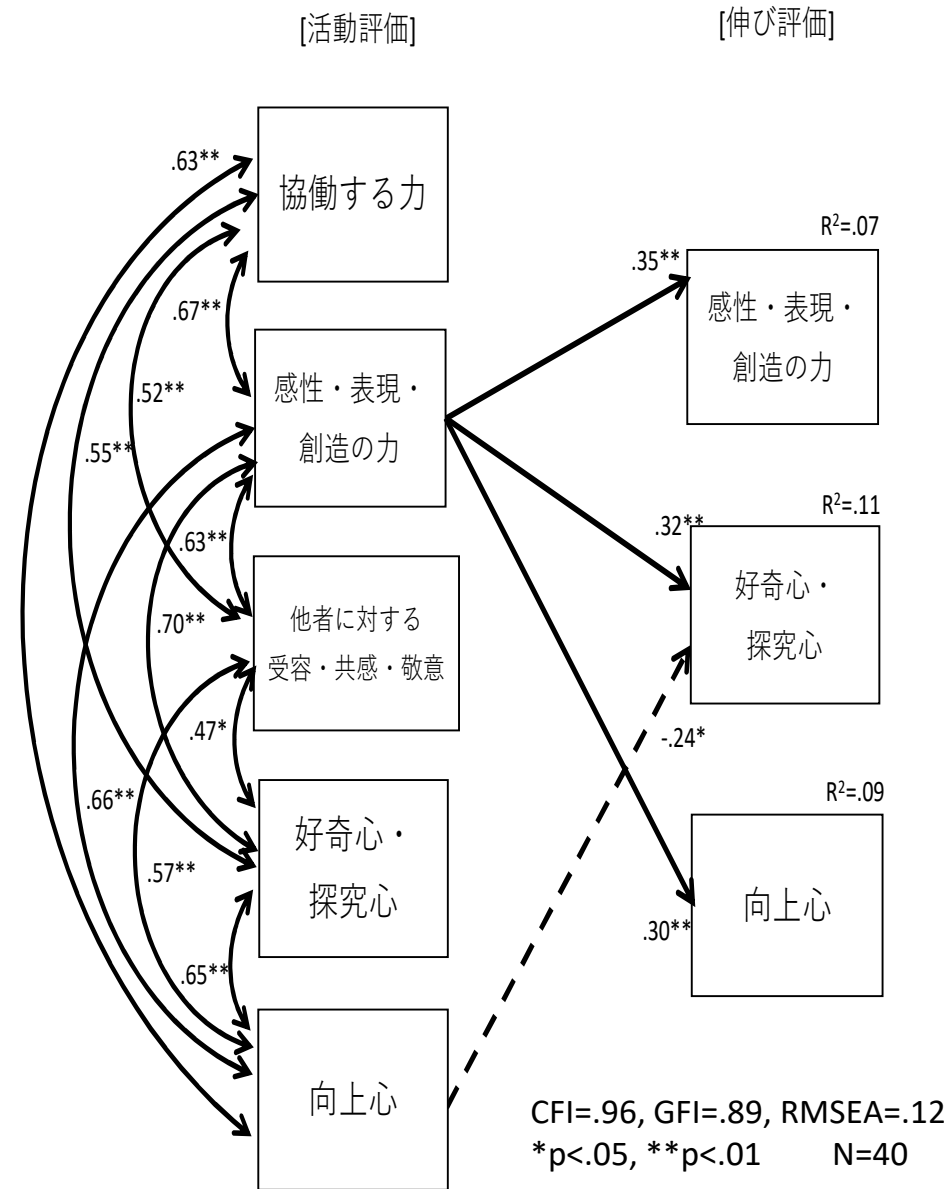 [活動評価]
[伸び評価]
.63**
協働する力
.67**
.52**
.55**
感性・表現・
創造の力
.63**
.70**
他者に対する
受容・共感・敬意
.47*
.66**
.57**
好奇心・
探究心
.65**
向上心
R²=.07
.35**
感性・表現・
創造の力
R²=.11
.32**
好奇心・
探究心
-.24*
R²=.09
向上心
.30**
CFI=.96, GFI=.89, RMSEA=.12
*p<.05, **p<.01 N=40